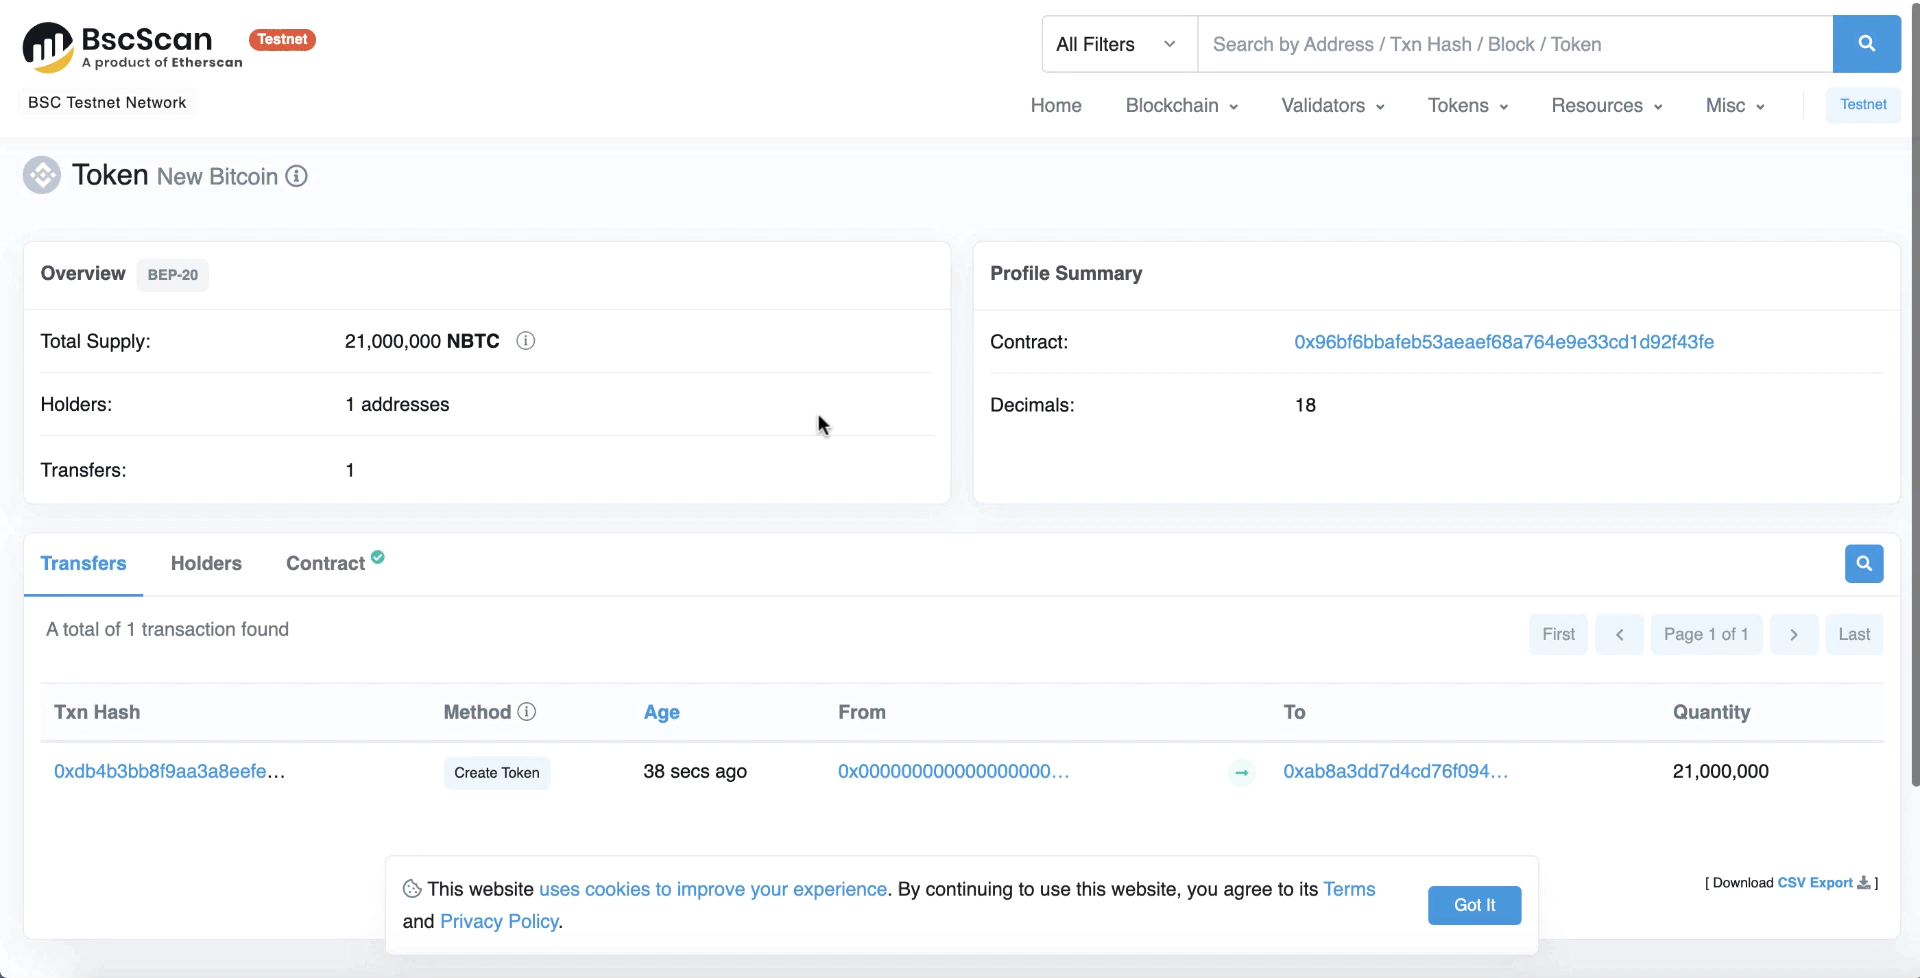 BscScan
A product of Etherscan
Testnet
BSC Testnet Network
All Filters
Search by Address / Txn Hash / Block / Token
Home Blockchain Validators Tokens Resources Misc Testnet
Token New Bitcoin
Overview BEP-20
Total Supply: 21,000,000 NBTC
Holders: 1 addresses
Transfers: 1
Profile Summary
Contract: 0x96bf6bbafeb53aeaef68a764e9e33cd1d92f43fe
Decimals: 18
Transfers Holders Contract
A total of 1 transaction found
First Page 1 of 1 Last
Txn Hash Method Age From To Quantity
0xdb4b3bb8f9aa3a8eefe... Create Token 38 secs ago 0x000000000000000000... 0xab8a3dd7d4cd76f094... 21,000,000
[ Download CSV Export ]
This website uses cookies to improve your experience. By continuing to use this website, you agree to its Terms
and Privacy Policy.
Got It